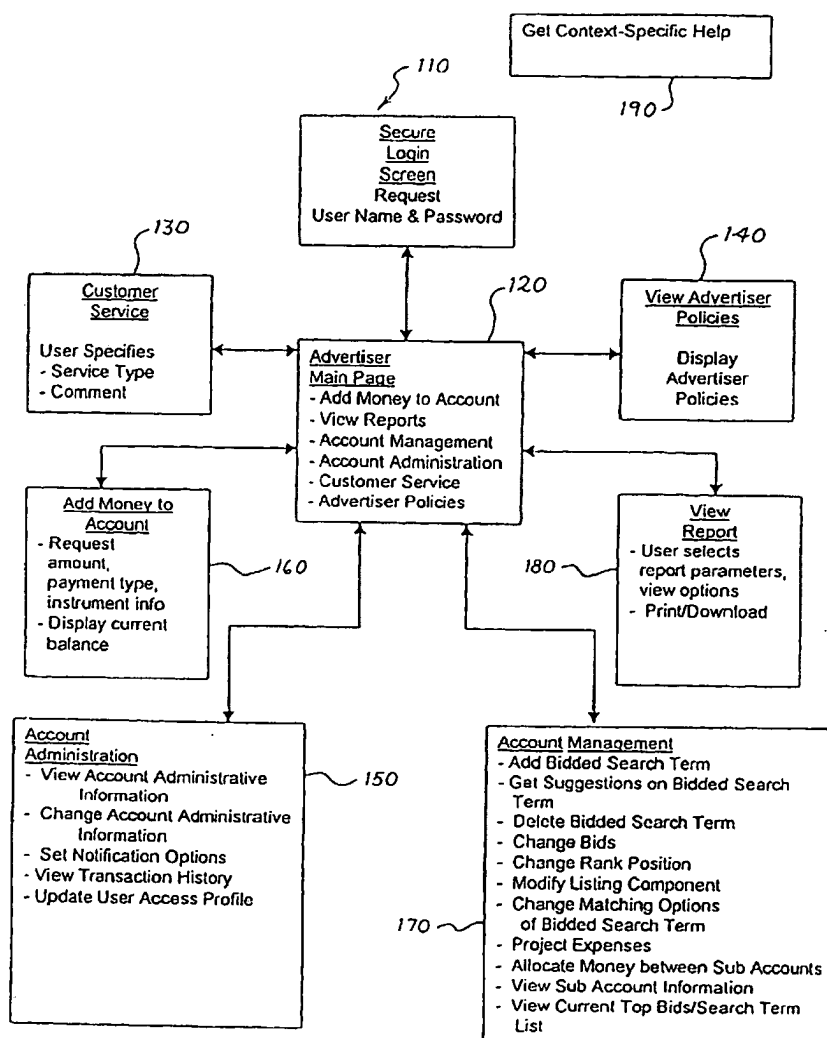 Get Context-Specific Help
190
110
Secure
Login
Screen
Request
User Name & Password
130
Customer
Service
User Specifies
- Service Type
- Comment
120
Advertiser
Main Page
- Add Money to Account
- View Reports
- Account Management
- Account Administration
- Customer Service
- Advertiser Policies
140
View Advertiser
Policies
Display
Advertiser
Policies
Add Money to
Account
- Request
amount,
payment type,
instrument info
- Display current
balance
160
180
View
Report
- User selects
report parameters,
view options
- Print/Download
Account
Administration
- View Account Administrative
Information
- Change Account Administrative
Information
- Set Notification Options
- View Transaction History
- Update User Access Profile
150
Account Management
- Add Bidded Search Term
- Get Suggestions on Bidded Search
Term
- Delete Bidded Search Term
- Change Bids
- Change Rank Position
- Modify Listing Component
- Change Matching Options
of Bidded Search Term
- Project Expenses
- Allocate Money between Sub Accounts
- View Sub Account Information
- View Current Top Bids/Search Term
List
170